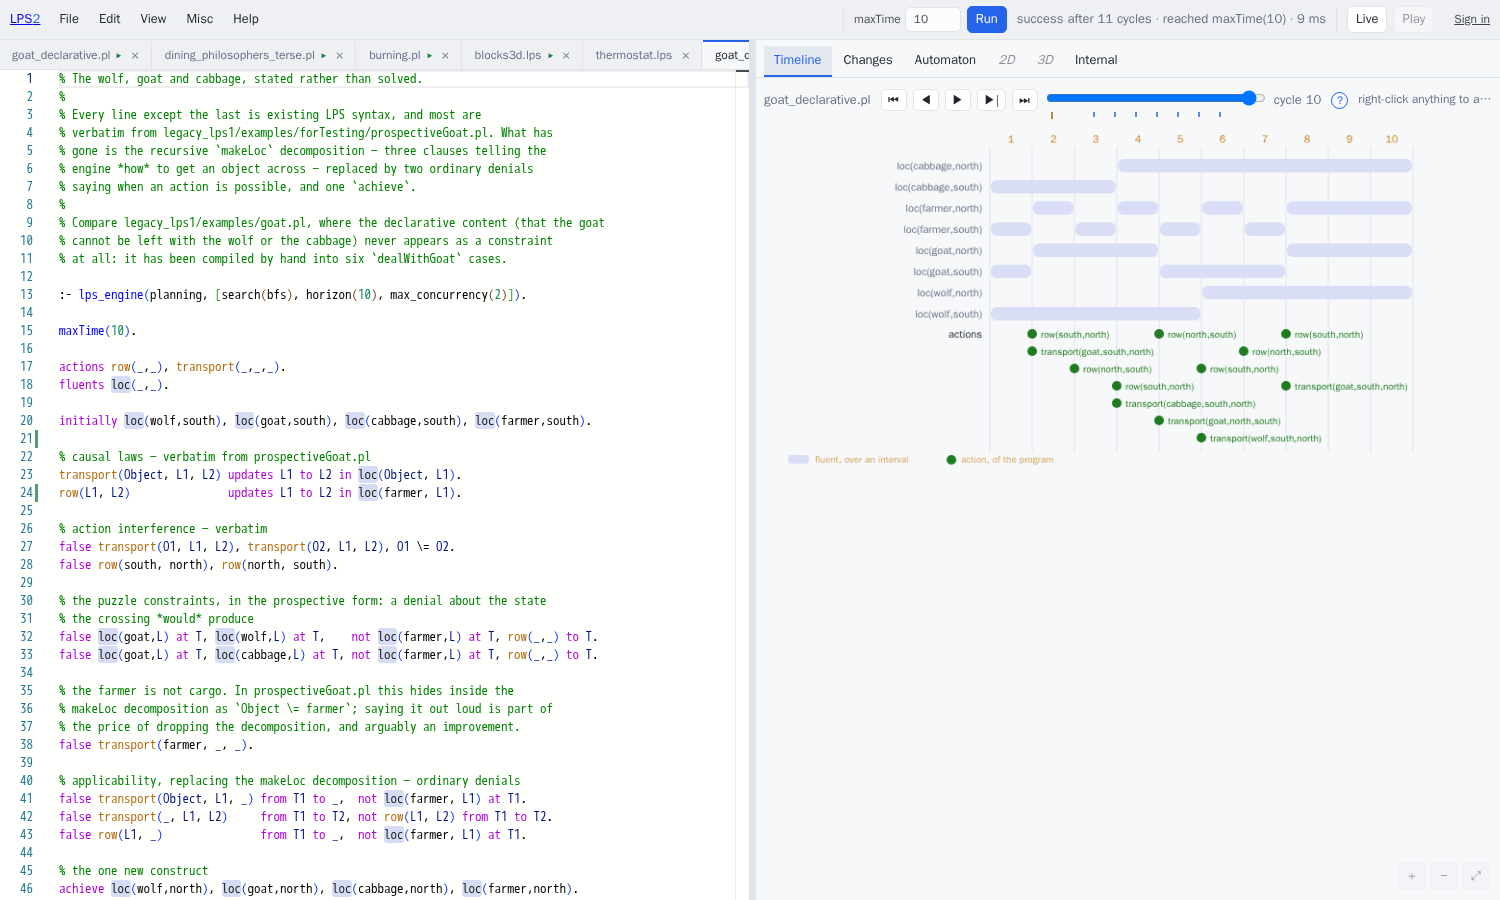 LPS2 File Edit View Misc Help maxTime 10 Run success after 11 cycles · reached maxTime(10) · 9 ms Live Play Sign in
goat_declarative.pl ▸ × dining_philosophers_terse.pl ▸ × burning.pl ▸ × blocks3d.lps ▸ × thermostat.lps × goat_c
Timeline Changes Automaton 2D 3D Internal
goat_declarative.pl cycle 10 ? right-click anything to a…
1 % The wolf, goat and cabbage, stated rather than solved.
2 %
3 % Every line except the last is existing LPS syntax, and most are
4 % verbatim from legacy_lps1/examples/forTesting/prospectiveGoat.pl. What has
5 % gone is the recursive `makeLoc` decomposition — three clauses telling the
6 % engine *how* to get an object across — replaced by two ordinary denials
7 % saying when an action is possible, and one `achieve`.
8 %
9 % Compare legacy_lps1/examples/goat.pl, where the declarative content (that the goat
10 % cannot be left with the wolf or the cabbage) never appears as a constraint
11 % at all: it has been compiled by hand into six `dealWithGoat` cases.
12
13 :- lps_engine(planning, [search(bfs), horizon(10), max_concurrency(2)]).
14
15 maxTime(10).
16
17 actions row(_,_), transport(_,_,_).
18 fluents loc(_,_).
19
20 initially loc(wolf,south), loc(goat,south), loc(cabbage,south), loc(farmer,south).
21
22 % causal laws — verbatim from prospectiveGoat.pl
23 transport(Object, L1, L2) updates L1 to L2 in loc(Object, L1).
24 row(L1, L2) updates L1 to L2 in loc(farmer, L1).
25
26 % action interference — verbatim
27 false transport(O1, L1, L2), transport(O2, L1, L2), O1 \= O2.
28 false row(south, north), row(north, south).
29
30 % the puzzle constraints, in the prospective form: a denial about the state
31 % the crossing *would* produce
32 false loc(goat,L) at T, loc(wolf,L) at T, not loc(farmer,L) at T, row(_,_) to T.
33 false loc(goat,L) at T, loc(cabbage,L) at T, not loc(farmer,L) at T, row(_,_) to T.
34
35 % the farmer is not cargo. In prospectiveGoat.pl this hides inside the
36 % makeLoc decomposition as `Object \= farmer`; saying it out loud is part of
37 % the price of dropping the decomposition, and arguably an improvement.
38 false transport(farmer, _, _).
39
40 % applicability, replacing the makeLoc decomposition — ordinary denials
41 false transport(Object, L1, _) from T1 to _, not loc(farmer, L1) at T1.
42 false transport(_, L1, L2) from T1 to T2, not row(L1, L2) from T1 to T2.
43 false row(L1, _) from T1 to _, not loc(farmer, L1) at T1.
44
45 % the one new construct
46 achieve loc(wolf,north), loc(goat,north), loc(cabbage,north), loc(farmer,north).
1 2 3 4 5 6 7 8 9 10
loc(cabbage,north)
loc(cabbage,south)
loc(farmer,north)
loc(farmer,south)
loc(goat,north)
loc(goat,south)
loc(wolf,north)
loc(wolf,south)
actions row(south,north) row(north,south) row(south,north)
transport(goat,south,north) row(north,south)
row(north,south) row(south,north)
row(south,north) transport(goat,south,north)
transport(cabbage,south,north)
transport(goat,north,south)
transport(wolf,south,north)
fluent, over an interval action, of the program
+ −